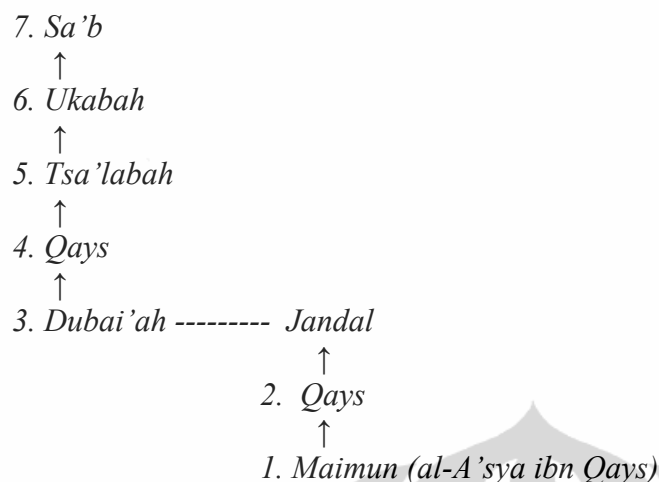 7. Sa’b
↑
6. Ukabah
↑
5. Tsa’labah
↑
4. Qays
↑
3. Dubai’ah --------- Jandal
↑
2. Qays
↑
1. Maimun (al-A’sya ibn Qays)